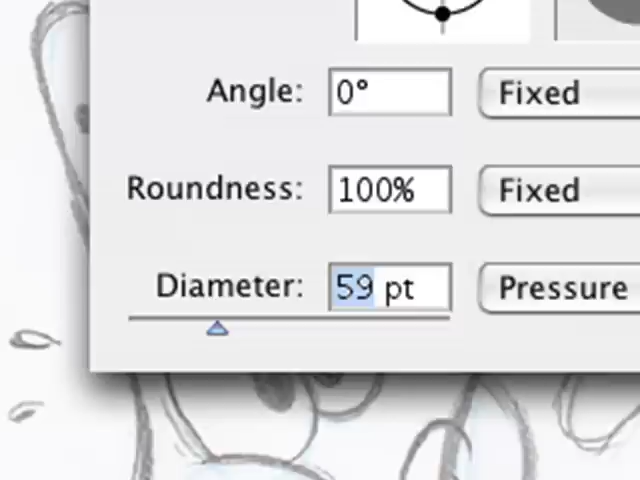 Angle: 0° Fixed
Roundness: 100% Fixed
Diameter: 59 pt Pressure